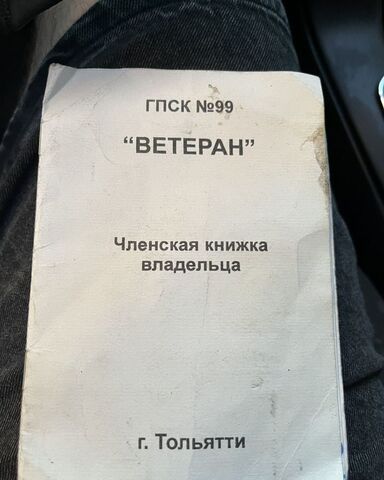 ГПСК №99
“ВЕТЕРАН”
Членская книжка
владельца
г. Тольятти